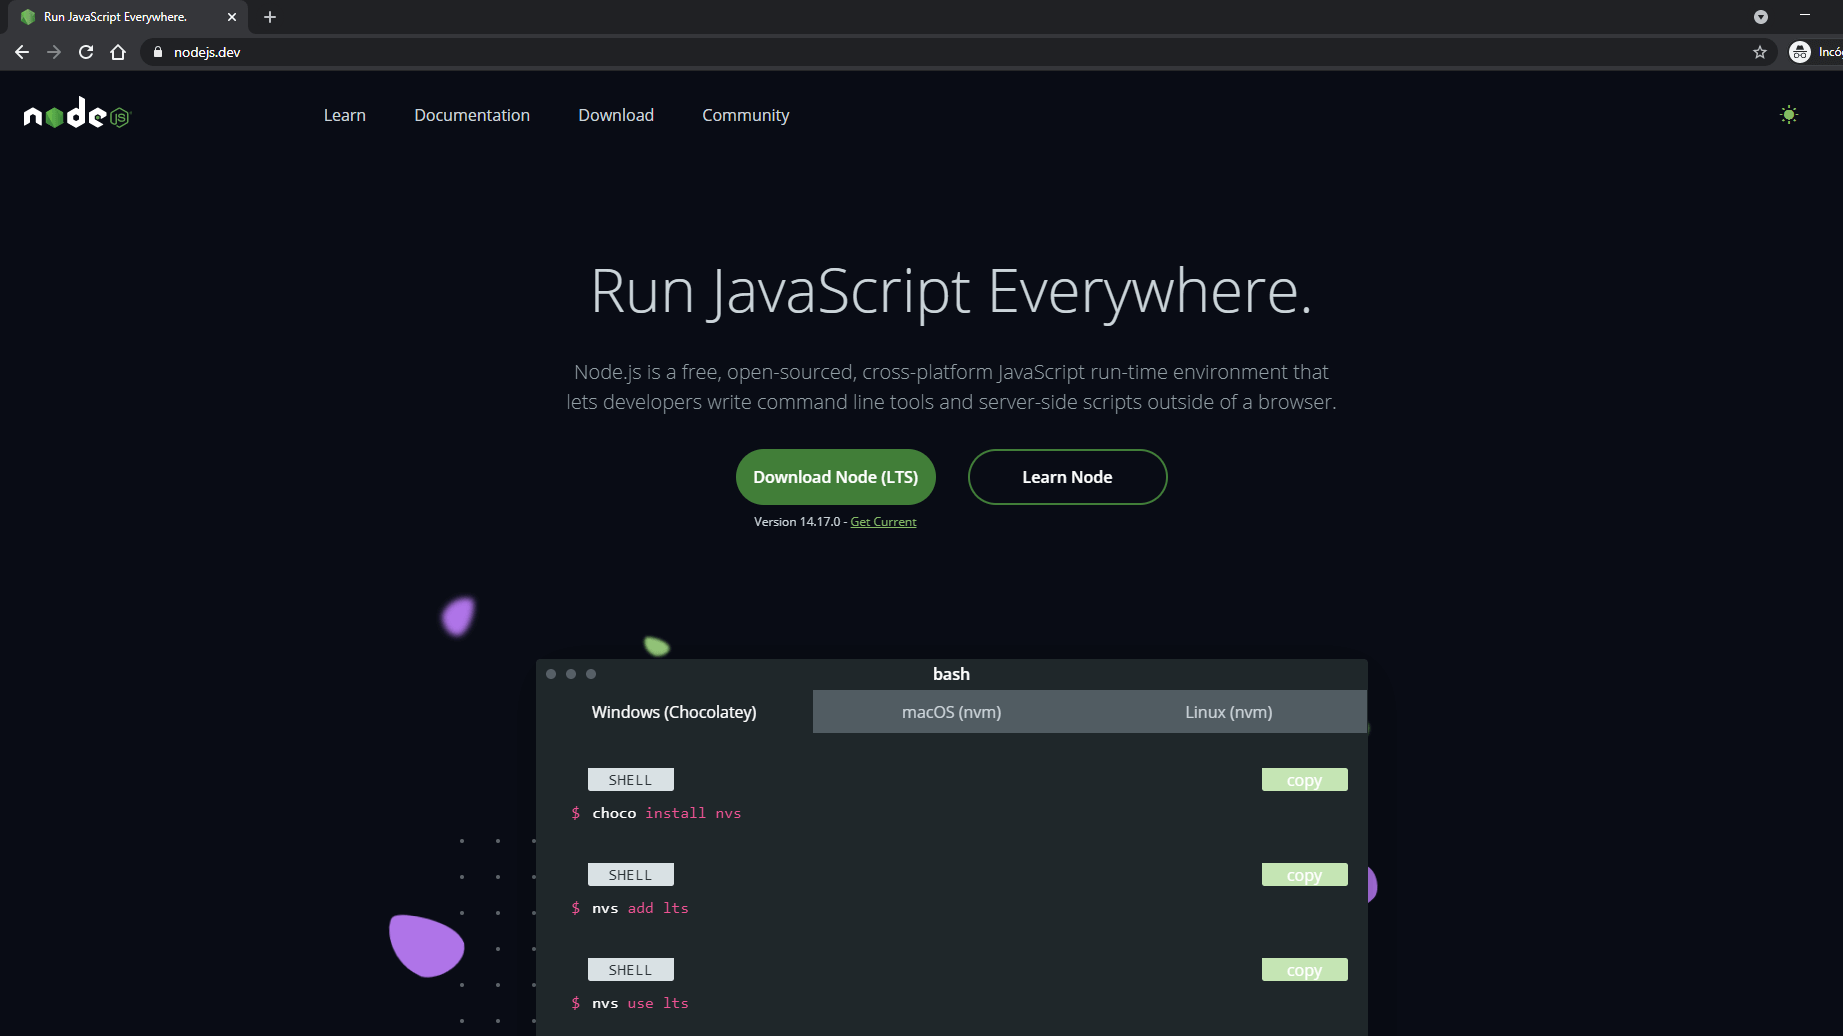 Run JavaScript Everywhere.
nodejs.dev
node JS
Learn
Documentation
Download
Community
Run JavaScript Everywhere.
Node.js is a free, open-sourced, cross-platform JavaScript run-time environment that
lets developers write command line tools and server-side scripts outside of a browser.
Download Node (LTS)
Learn Node
Version 14.17.0 - Get Current
bash
Windows (Chocolatey)
macOS (nvm)
Linux (nvm)
SHELL
copy
$ choco install nvs
SHELL
copy
$ nvs add lts
SHELL
copy
$ nvs use lts